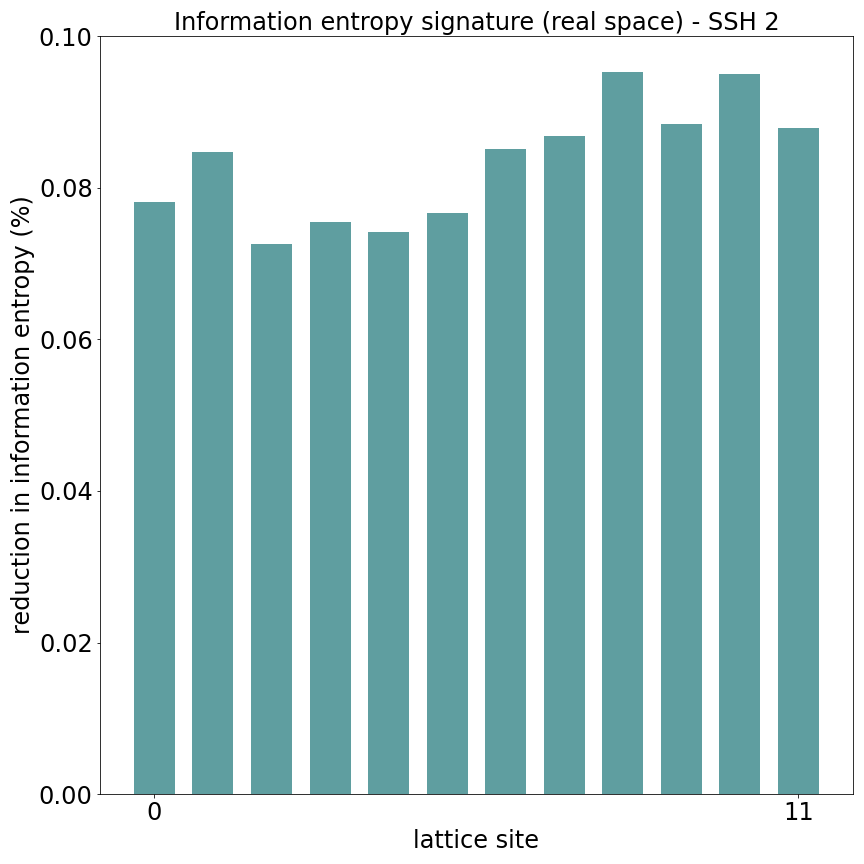 Information entropy signature (real space) - SSH 2
0.10
0.08
0.06
0.04
0.02
0.00
reduction in information entropy (%)
0 11
lattice site